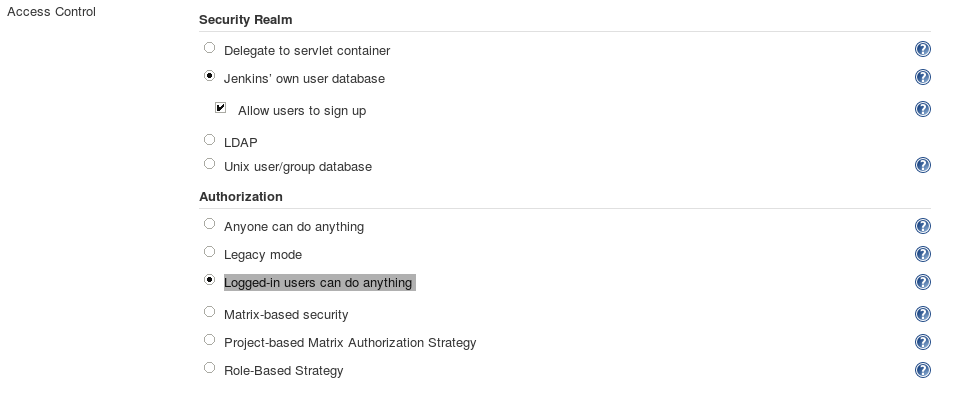 Access Control
Security Realm
Delegate to servlet container
?
Jenkins' own user database
?
Allow users to sign up
?
LDAP
Unix user/group database
?
Authorization
Anyone can do anything
?
Legacy mode
?
Logged-in users can do anything
?
Matrix-based security
?
Project-based Matrix Authorization Strategy
?
Role-Based Strategy
?